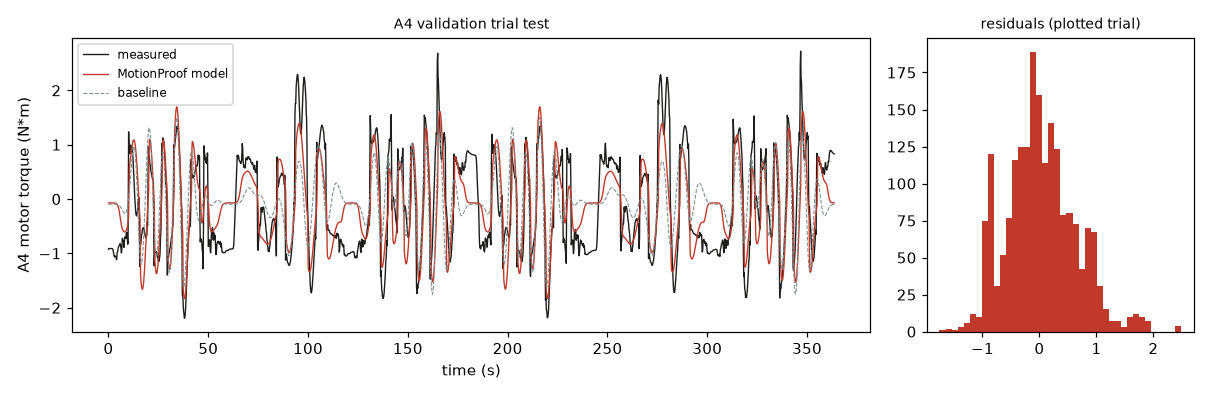 A4 validation trial test
residuals (plotted trial)
measured
MotionProof model
baseline
A4 motor torque (N*m)
2
1
0
−1
−2
0 50 100 150 200 250 300 350
time (s)
175
150
125
100
75
50
25
0
−1 0 1 2